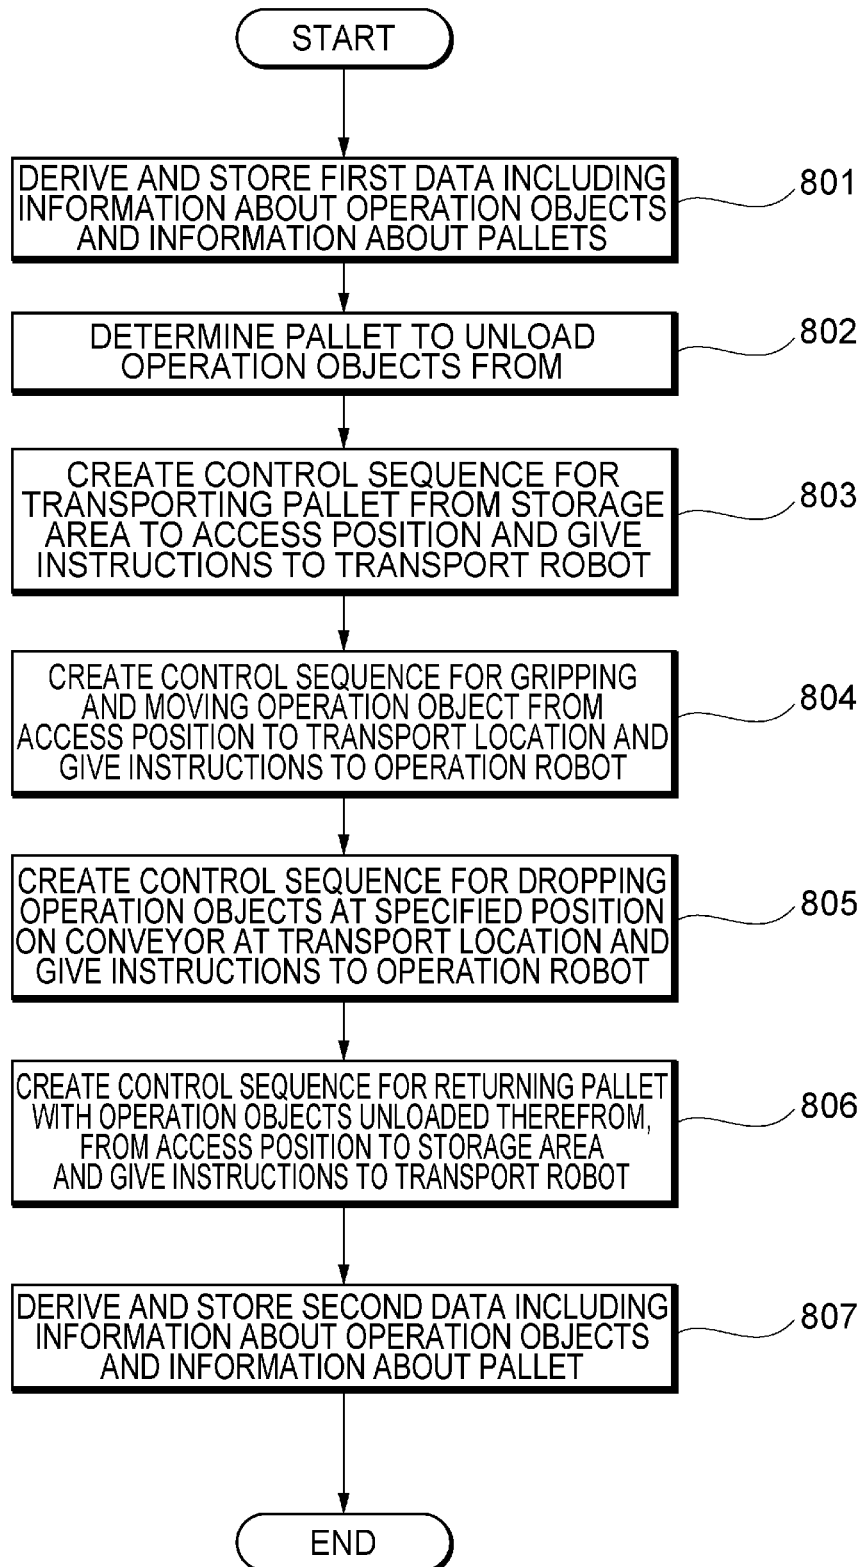 START
DERIVE AND STORE FIRST DATA INCLUDING
INFORMATION ABOUT OPERATION OBJECTS
AND INFORMATION ABOUT PALLETS
801
DETERMINE PALLET TO UNLOAD
OPERATION OBJECTS FROM
802
CREATE CONTROL SEQUENCE FOR
TRANSPORTING PALLET FROM STORAGE
AREA TO ACCESS POSITION AND GIVE
INSTRUCTIONS TO TRANSPORT ROBOT
803
CREATE CONTROL SEQUENCE FOR GRIPPING
AND MOVING OPERATION OBJECT FROM
ACCESS POSITION TO TRANSPORT LOCATION AND
GIVE INSTRUCTIONS TO OPERATION ROBOT
804
CREATE CONTROL SEQUENCE FOR DROPPING
OPERATION OBJECTS AT SPECIFIED POSITION
ON CONVEYOR AT TRANSPORT LOCATION AND
GIVE INSTRUCTIONS TO OPERATION ROBOT
805
CREATE CONTROL SEQUENCE FOR RETURNING PALLET
WITH OPERATION OBJECTS UNLOADED THEREFROM,
FROM ACCESS POSITION TO STORAGE AREA
AND GIVE INSTRUCTIONS TO TRANSPORT ROBOT
806
DERIVE AND STORE SECOND DATA INCLUDING
INFORMATION ABOUT OPERATION OBJECTS
AND INFORMATION ABOUT PALLET
807
END